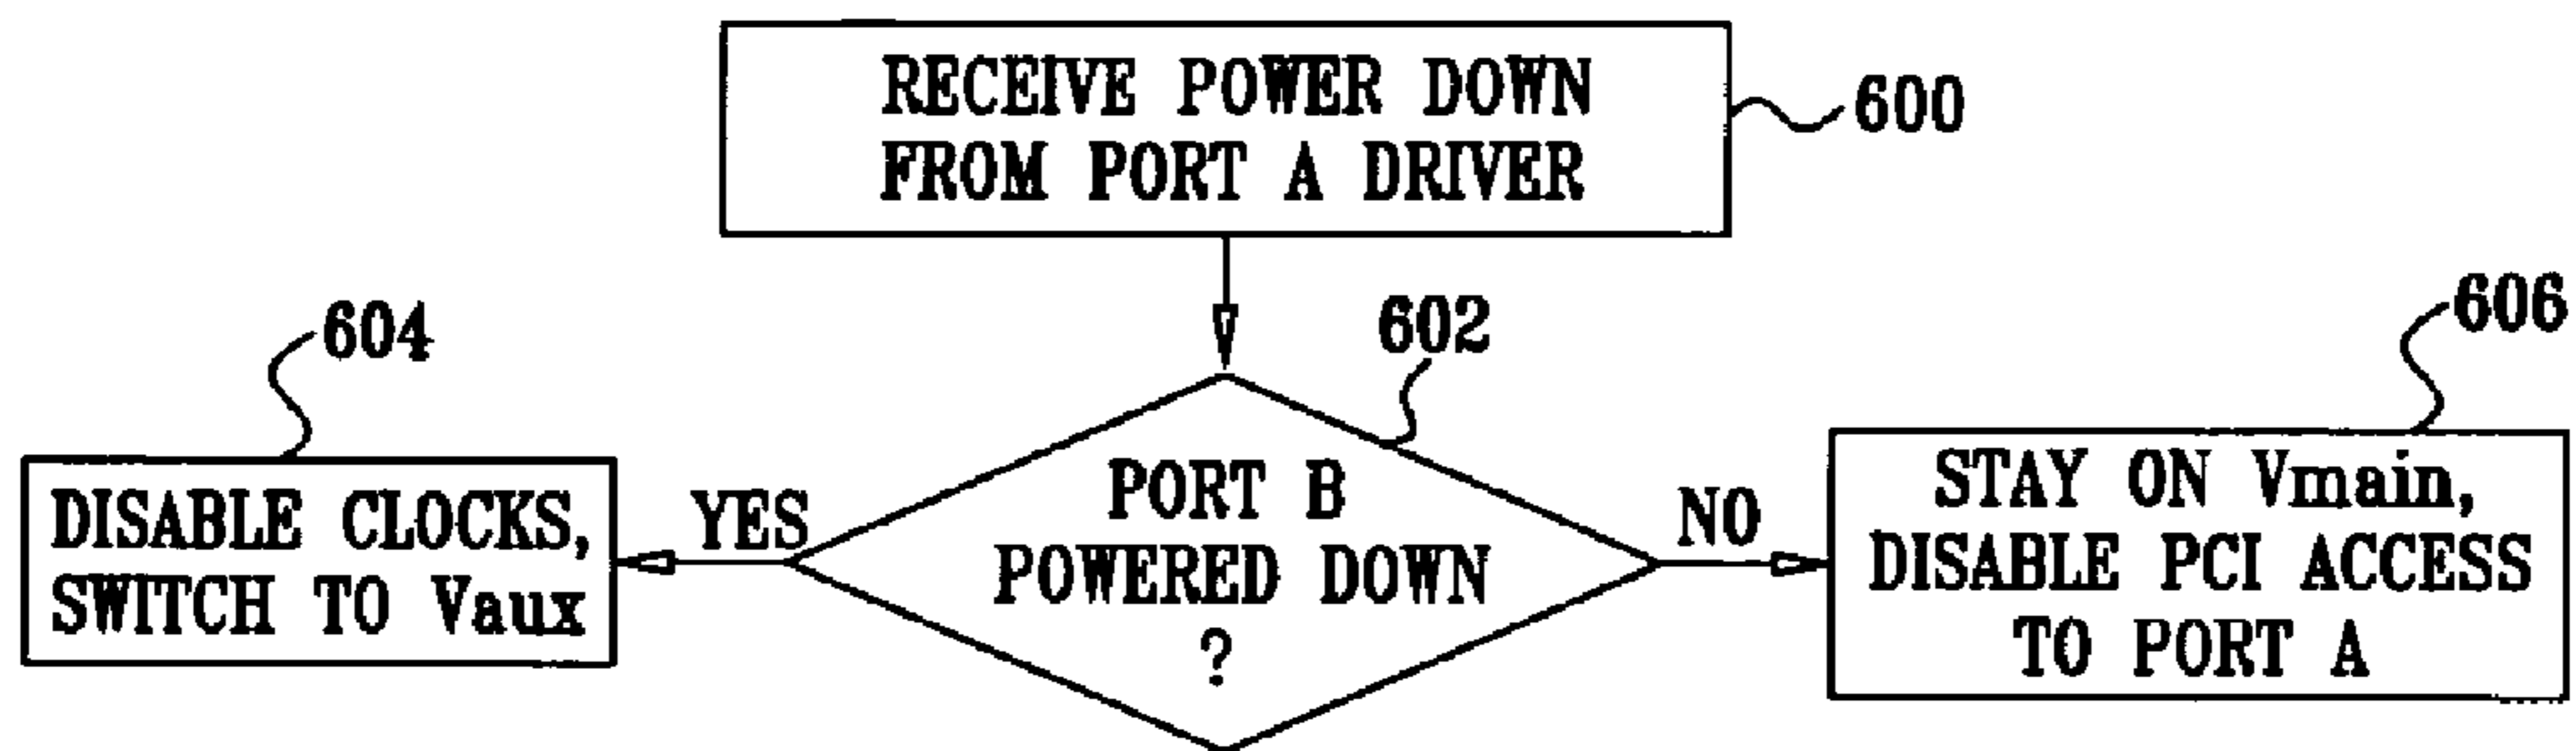 RECEIVE POWER DOWN
FROM PORT A DRIVER
600
602
PORT B
POWERED DOWN
?
YES
604
DISABLE CLOCKS,
SWITCH TO Vaux
NO
606
STAY ON Vmain,
DISABLE PCI ACCESS
TO PORT A